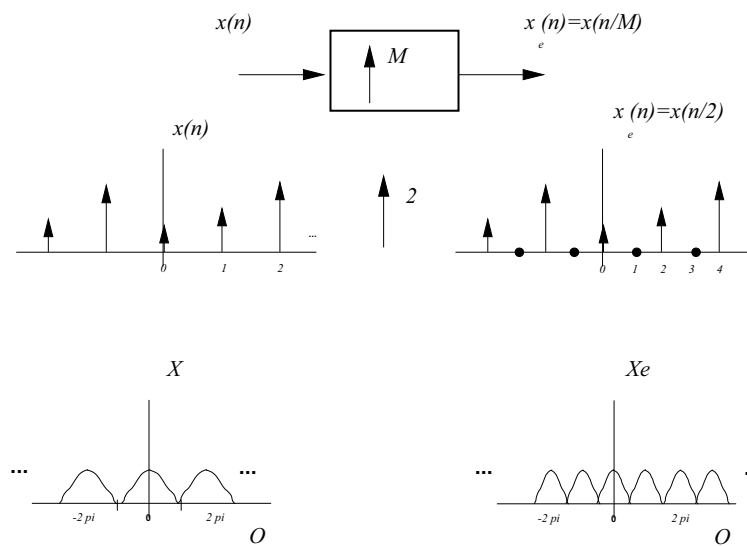 x(n)
M
x e (n)=x(n/M)
x(n)
2
x e (n)=x(n/2)
0 1 2 ...
0 1 2 3 4
X
Xe
... ...
... ...
-2 pi 0 2 pi
-2 pi 0 2 pi
O
O